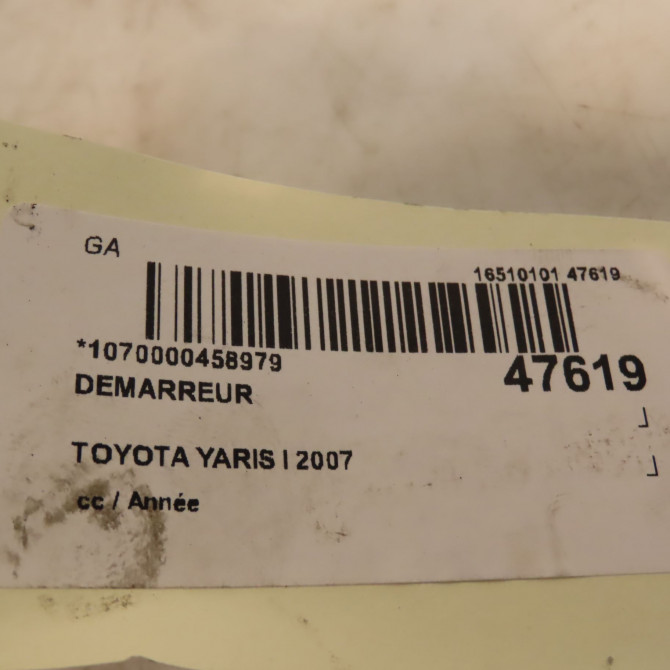 GA
16510101 47619
*1070000458979
47619
DEMARREUR
TOYOTA YARIS I 2007
cc / Année